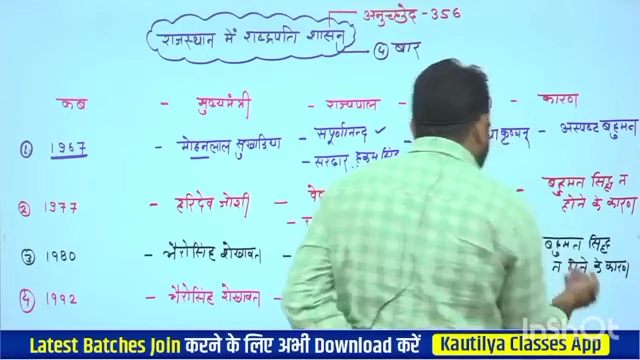 अनुच्छेद - 356
राजस्थान में राष्ट्रपति शासन
④ बार
कब - मुख्यमंत्री - राज्यपाल - कारण
① 1967 - मोहनलाल सुखाड़िया - संपूर्णानन्द ✓ - अस्पष्ट बहुमत
- सरदार हुकम सिंह
② 1977 - हरिदेव जोशी - - बहुमत सिद्ध न
होने के कारण
③ 1980 - भैरोसिंह शेखावत - बहुमत सिद्ध
न होने के कारण
④ 1992 - भैरोसिंह शेखावत -
InShot
Latest Batches Join करने के लिए अभी Download करें Kautilya Classes App